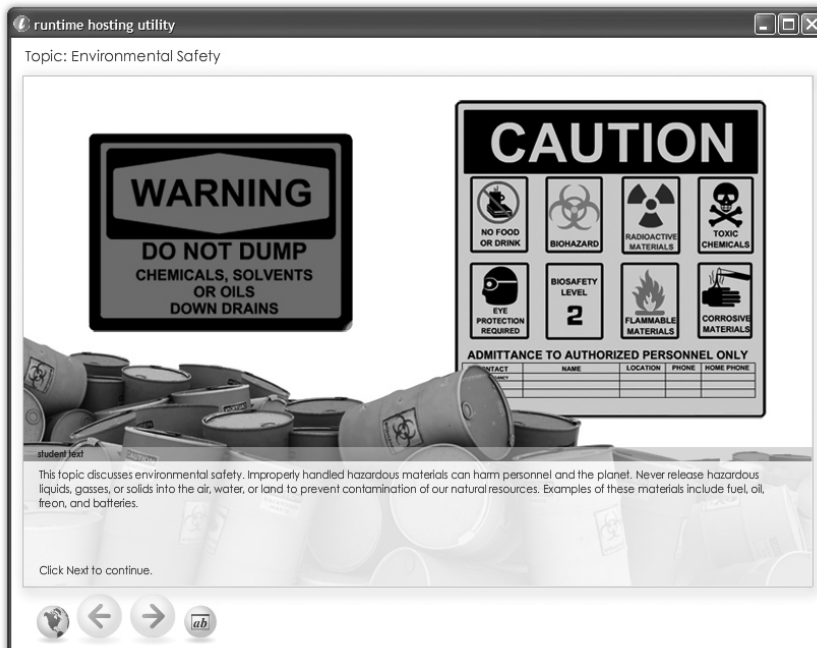 runtime hosting utility
Topic: Environmental Safety
WARNING
DO NOT DUMP
CHEMICALS, SOLVENTS
OR OILS
DOWN DRAINS
CAUTION
NO FOOD
OR DRINK
BIOHAZARD
RADIOACTIVE
MATERIALS
TOXIC
CHEMICALS
EYE
PROTECTION
REQUIRED
BIOSAFETY
LEVEL
2
FLAMMABLE
MATERIALS
CORROSIVE
MATERIALS
ADMITTANCE TO AUTHORIZED PERSONNEL ONLY
NAME LOCATION PHONE HOME PHONE
student text
This topic discusses environmental safety. Improperly handled hazardous materials can harm personnel and the planet. Never release hazardous
liquids, gasses, or solids into the air, water, or land to prevent contamination of our natural resources. Examples of these materials include fuel, oil,
freon, and batteries.
Click Next to continue.
ab